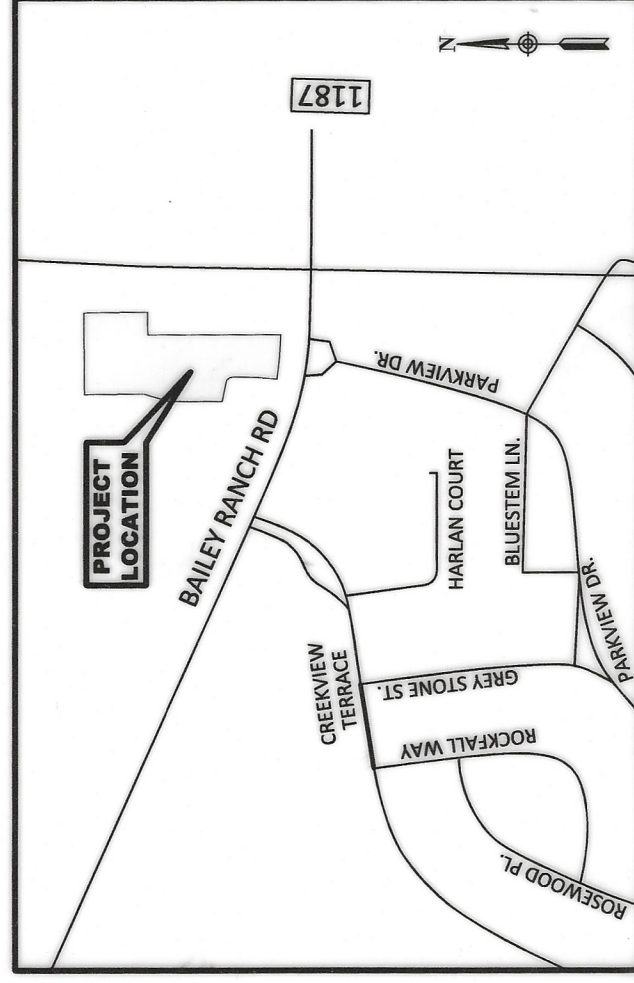 N
1187
PROJECT
LOCATION
BAILEY RANCH RD
PARKVIEW DR.
HARLAN COURT
BLUESTEM LN.
CREEKVIEW
TERRACE
GREY STONE ST.
PARKVIEW DR.
ROCKFALL WAY
ROSEWOOD PL.